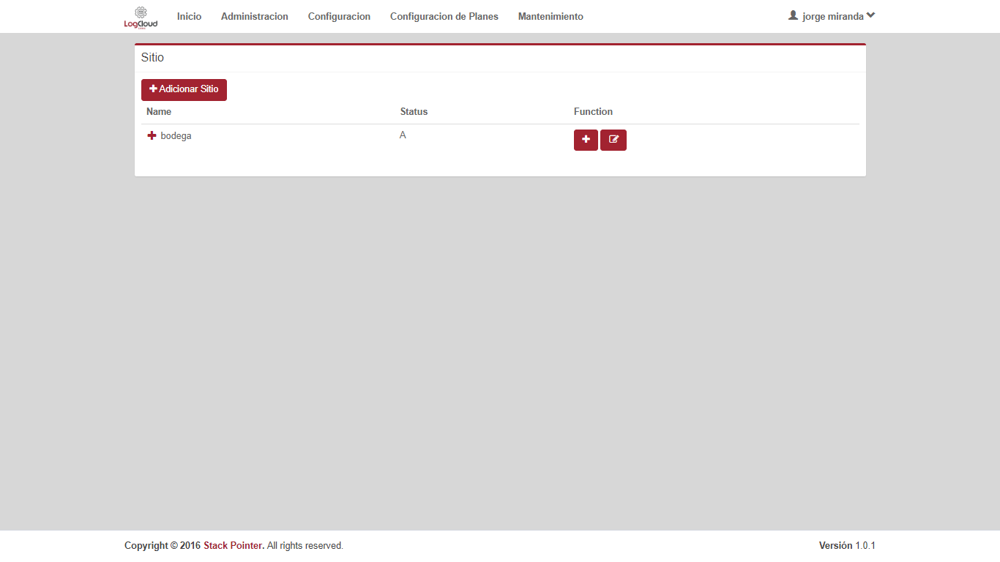 LogCloud
Inicio Administracion Configuracion Configuracion de Planes Mantenimiento jorge miranda
Sitio
Adicionar Sitio
Name Status Function
bodega A
Copyright © 2016 Stack Pointer. All rights reserved. Versión 1.0.1